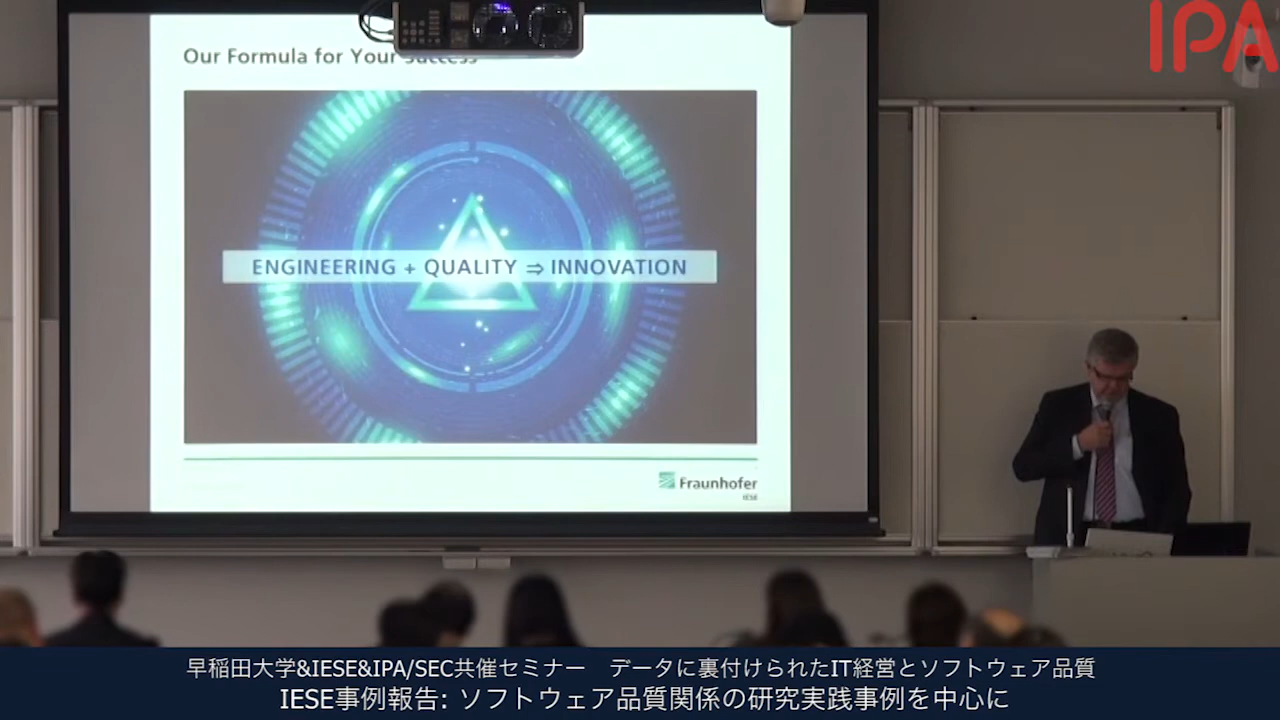 IPA
Our Formula for Your Success
ENGINEERING + QUALITY ⇒ INNOVATION
Fraunhofer
IESE
早稲田大学&IESE&IPA/SEC共催セミナー　データに裏付けられたIT経営とソフトウェア品質
IESE事例報告: ソフトウェア品質関係の研究実践事例を中心に